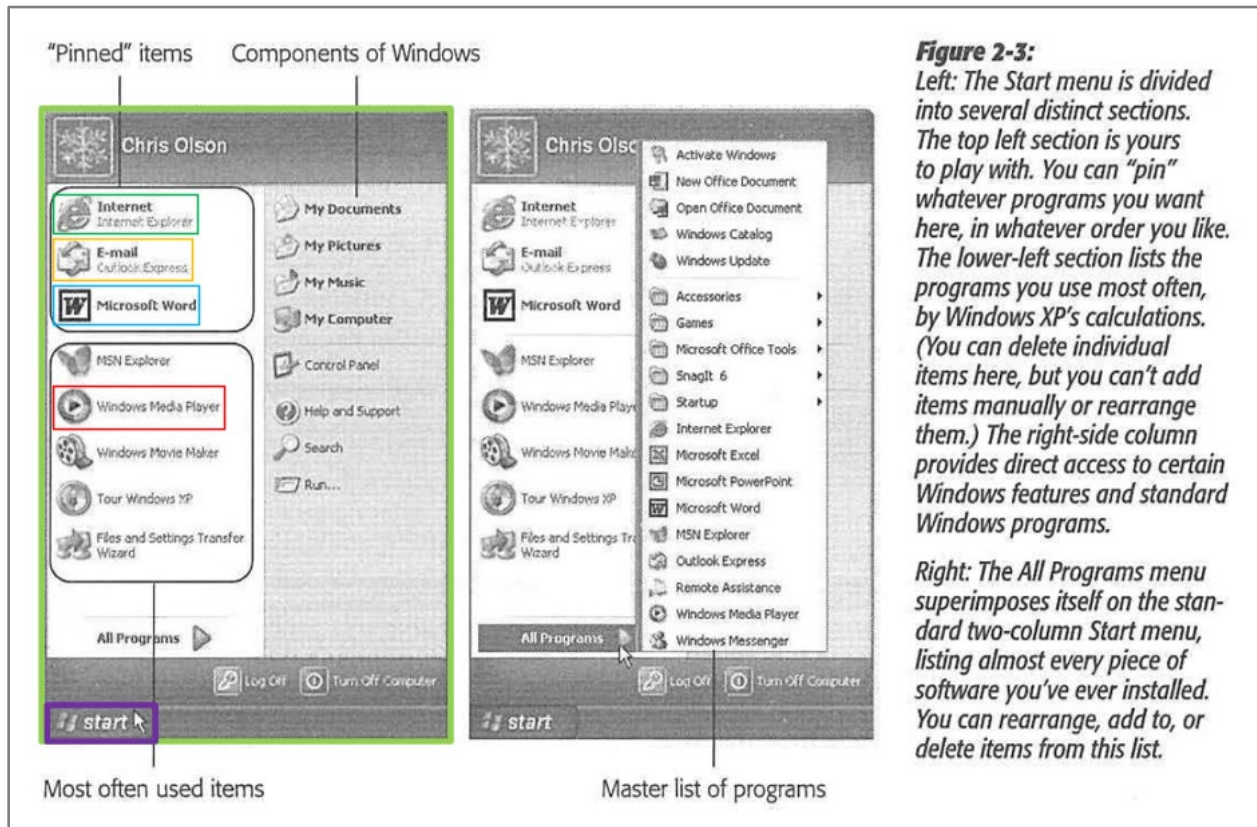 "Pinned" items
Components of Windows
Chris Olson
Internet
Internet Explorer
E-mail
Outlook Express
Microsoft Word
MSN Explorer
Windows Media Player
Windows Movie Maker
Tour Windows XP
Files and Settings Transfer
Wizard
All Programs
My Documents
My Pictures
My Music
My Computer
Control Panel
Help and Support
Search
Run...
Log Off
Turn Off Computer
start
Most often used items
Chris Olso
Internet
Internet Explorer
E-mail
Outlook Express
Microsoft Word
MSN Explorer
Windows Media Playe
Windows Movie Make
Tour Windows XP
Files and Settings Tra
Wizard
All Programs
Activate Windows
New Office Document
Open Office Document
Windows Catalog
Windows Update
Accessories
Games
Microsoft Office Tools
SnagIt 6
Startup
Internet Explorer
Microsoft Excel
Microsoft PowerPoint
Microsoft Word
MSN Explorer
Outlook Express
Remote Assistance
Windows Media Player
Windows Messenger
Log Off
Turn Off Computer
start
Master list of programs
Figure 2-3:
Left: The Start menu is divided
into several distinct sections.
The top left section is yours
to play with. You can "pin"
whatever programs you want
here, in whatever order you like.
The lower-left section lists the
programs you use most often,
by Windows XP's calculations.
(You can delete individual
items here, but you can't add
items manually or rearrange
them.) The right-side column
provides direct access to certain
Windows features and standard
Windows programs.
Right: The All Programs menu
superimposes itself on the stan-
dard two-column Start menu,
listing almost every piece of
software you've ever installed.
You can rearrange, add to, or
delete items from this list.